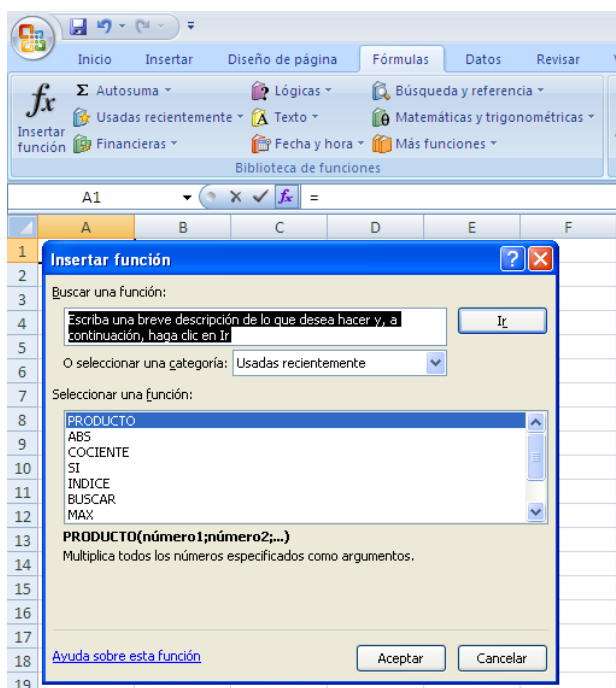 Inicio Insertar Diseño de página Fórmulas Datos Revisar
fx Σ Autosuma Lógicas Búsqueda y referencia
Insertar función Usadas recientemente A Texto θ Matemáticas y trigonométricas
Financieras Fecha y hora Más funciones
Biblioteca de funciones
A1 fx =
A B C D E F
1
Insertar función ? X
2
Buscar una función:
3
4
Escriba una breve descripción de lo que desea hacer y, a
continuación, haga clic en Ir
Ir
5
6
O seleccionar una categoría: Usadas recientemente
7
Seleccionar una función:
8
PRODUCTO
ABS
9
COCIENTE
10
SI
INDICE
11
BUSCAR
12
MAX
13
PRODUCTO(número1;número2;...)
Multiplica todos los números especificados como argumentos.
14
15
16
17
18
Ayuda sobre esta función Aceptar Cancelar
19